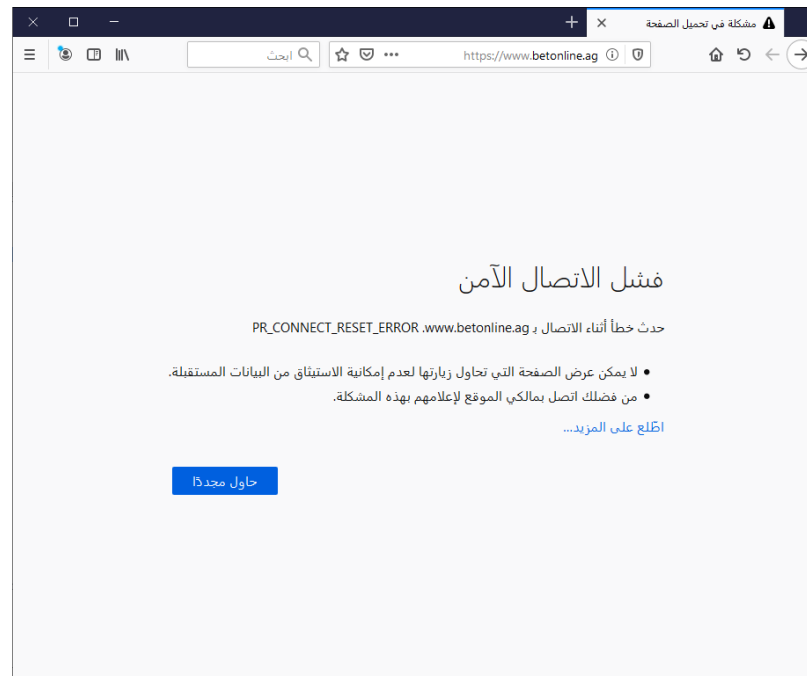 مشكلة في تحميل الصفحة
https://www.betonline.ag
ابحث
فشل الاتصال الآمن
حدث خطأ أثناء الاتصال بـ www.betonline.ag. PR_CONNECT_RESET_ERROR
لا يمكن عرض الصفحة التي تحاول زيارتها لعدم إمكانية الاستيثاق من البيانات المستقبلة.
من فضلك اتصل بمالكي الموقع لإعلامهم بهذه المشكلة.
اطّلع على المزيد...
حاول مجددًا